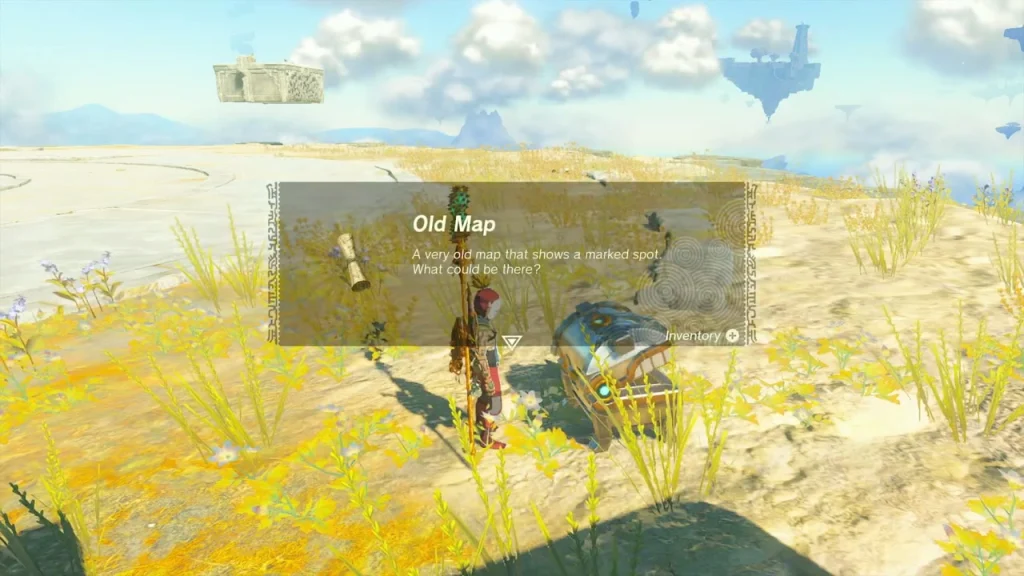 Old Map
A very old map that shows a marked spot.
What could be there?
Inventory